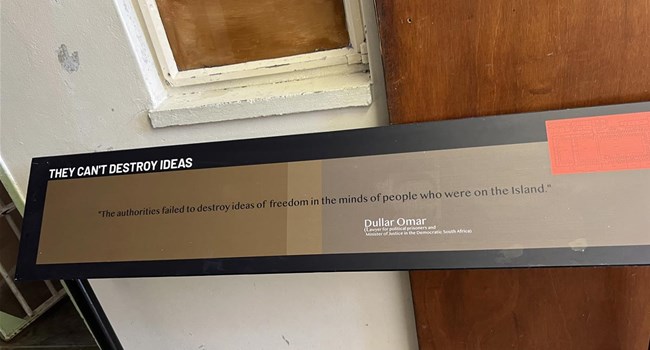 THEY CAN'T DESTROY IDEAS
"The authorities failed to destroy ideas of freedom in the minds of people who were on the Island."
Dullar Omar
(Lawyer for political prisoners and
Minister of Justice in the Democratic South Africa)